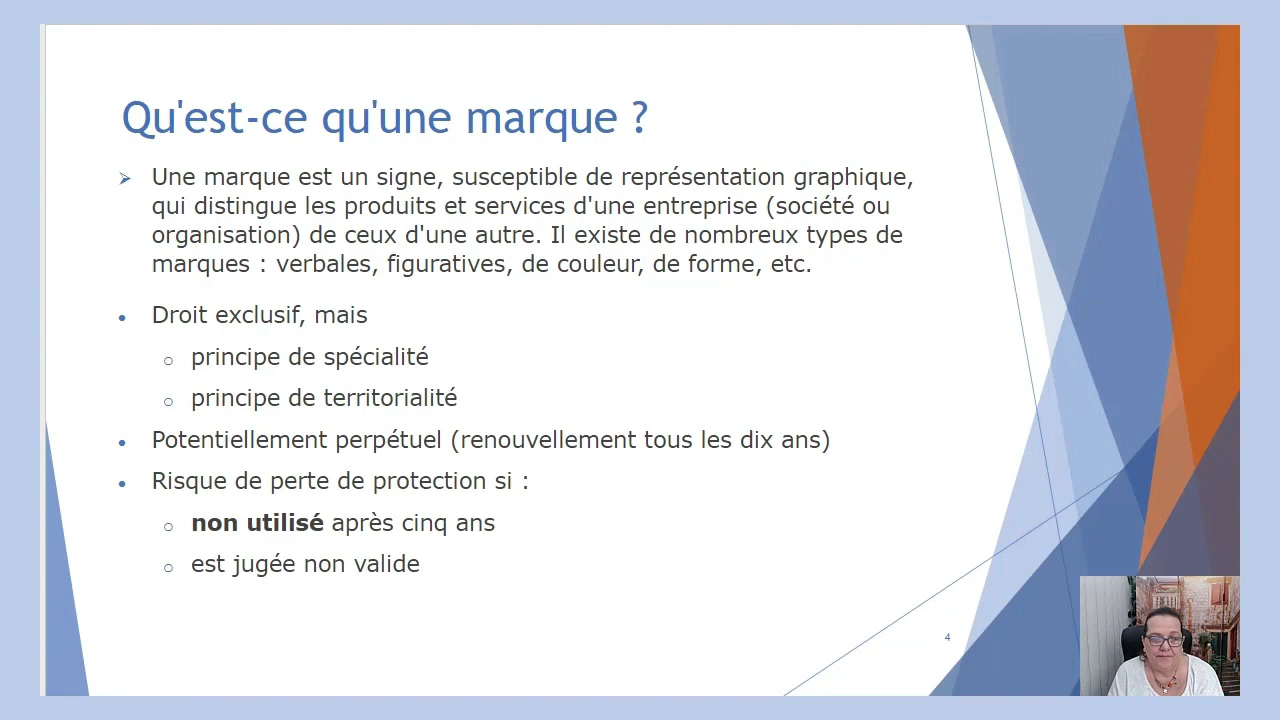 Qu'est-ce qu'une marque ?
Une marque est un signe, susceptible de représentation graphique,
qui distingue les produits et services d'une entreprise (société ou
organisation) de ceux d'une autre. Il existe de nombreux types de
marques : verbales, figuratives, de couleur, de forme, etc.
Droit exclusif, mais
principe de spécialité
principe de territorialité
Potentiellement perpétuel (renouvellement tous les dix ans)
Risque de perte de protection si :
non utilisé après cinq ans
est jugée non valide
4